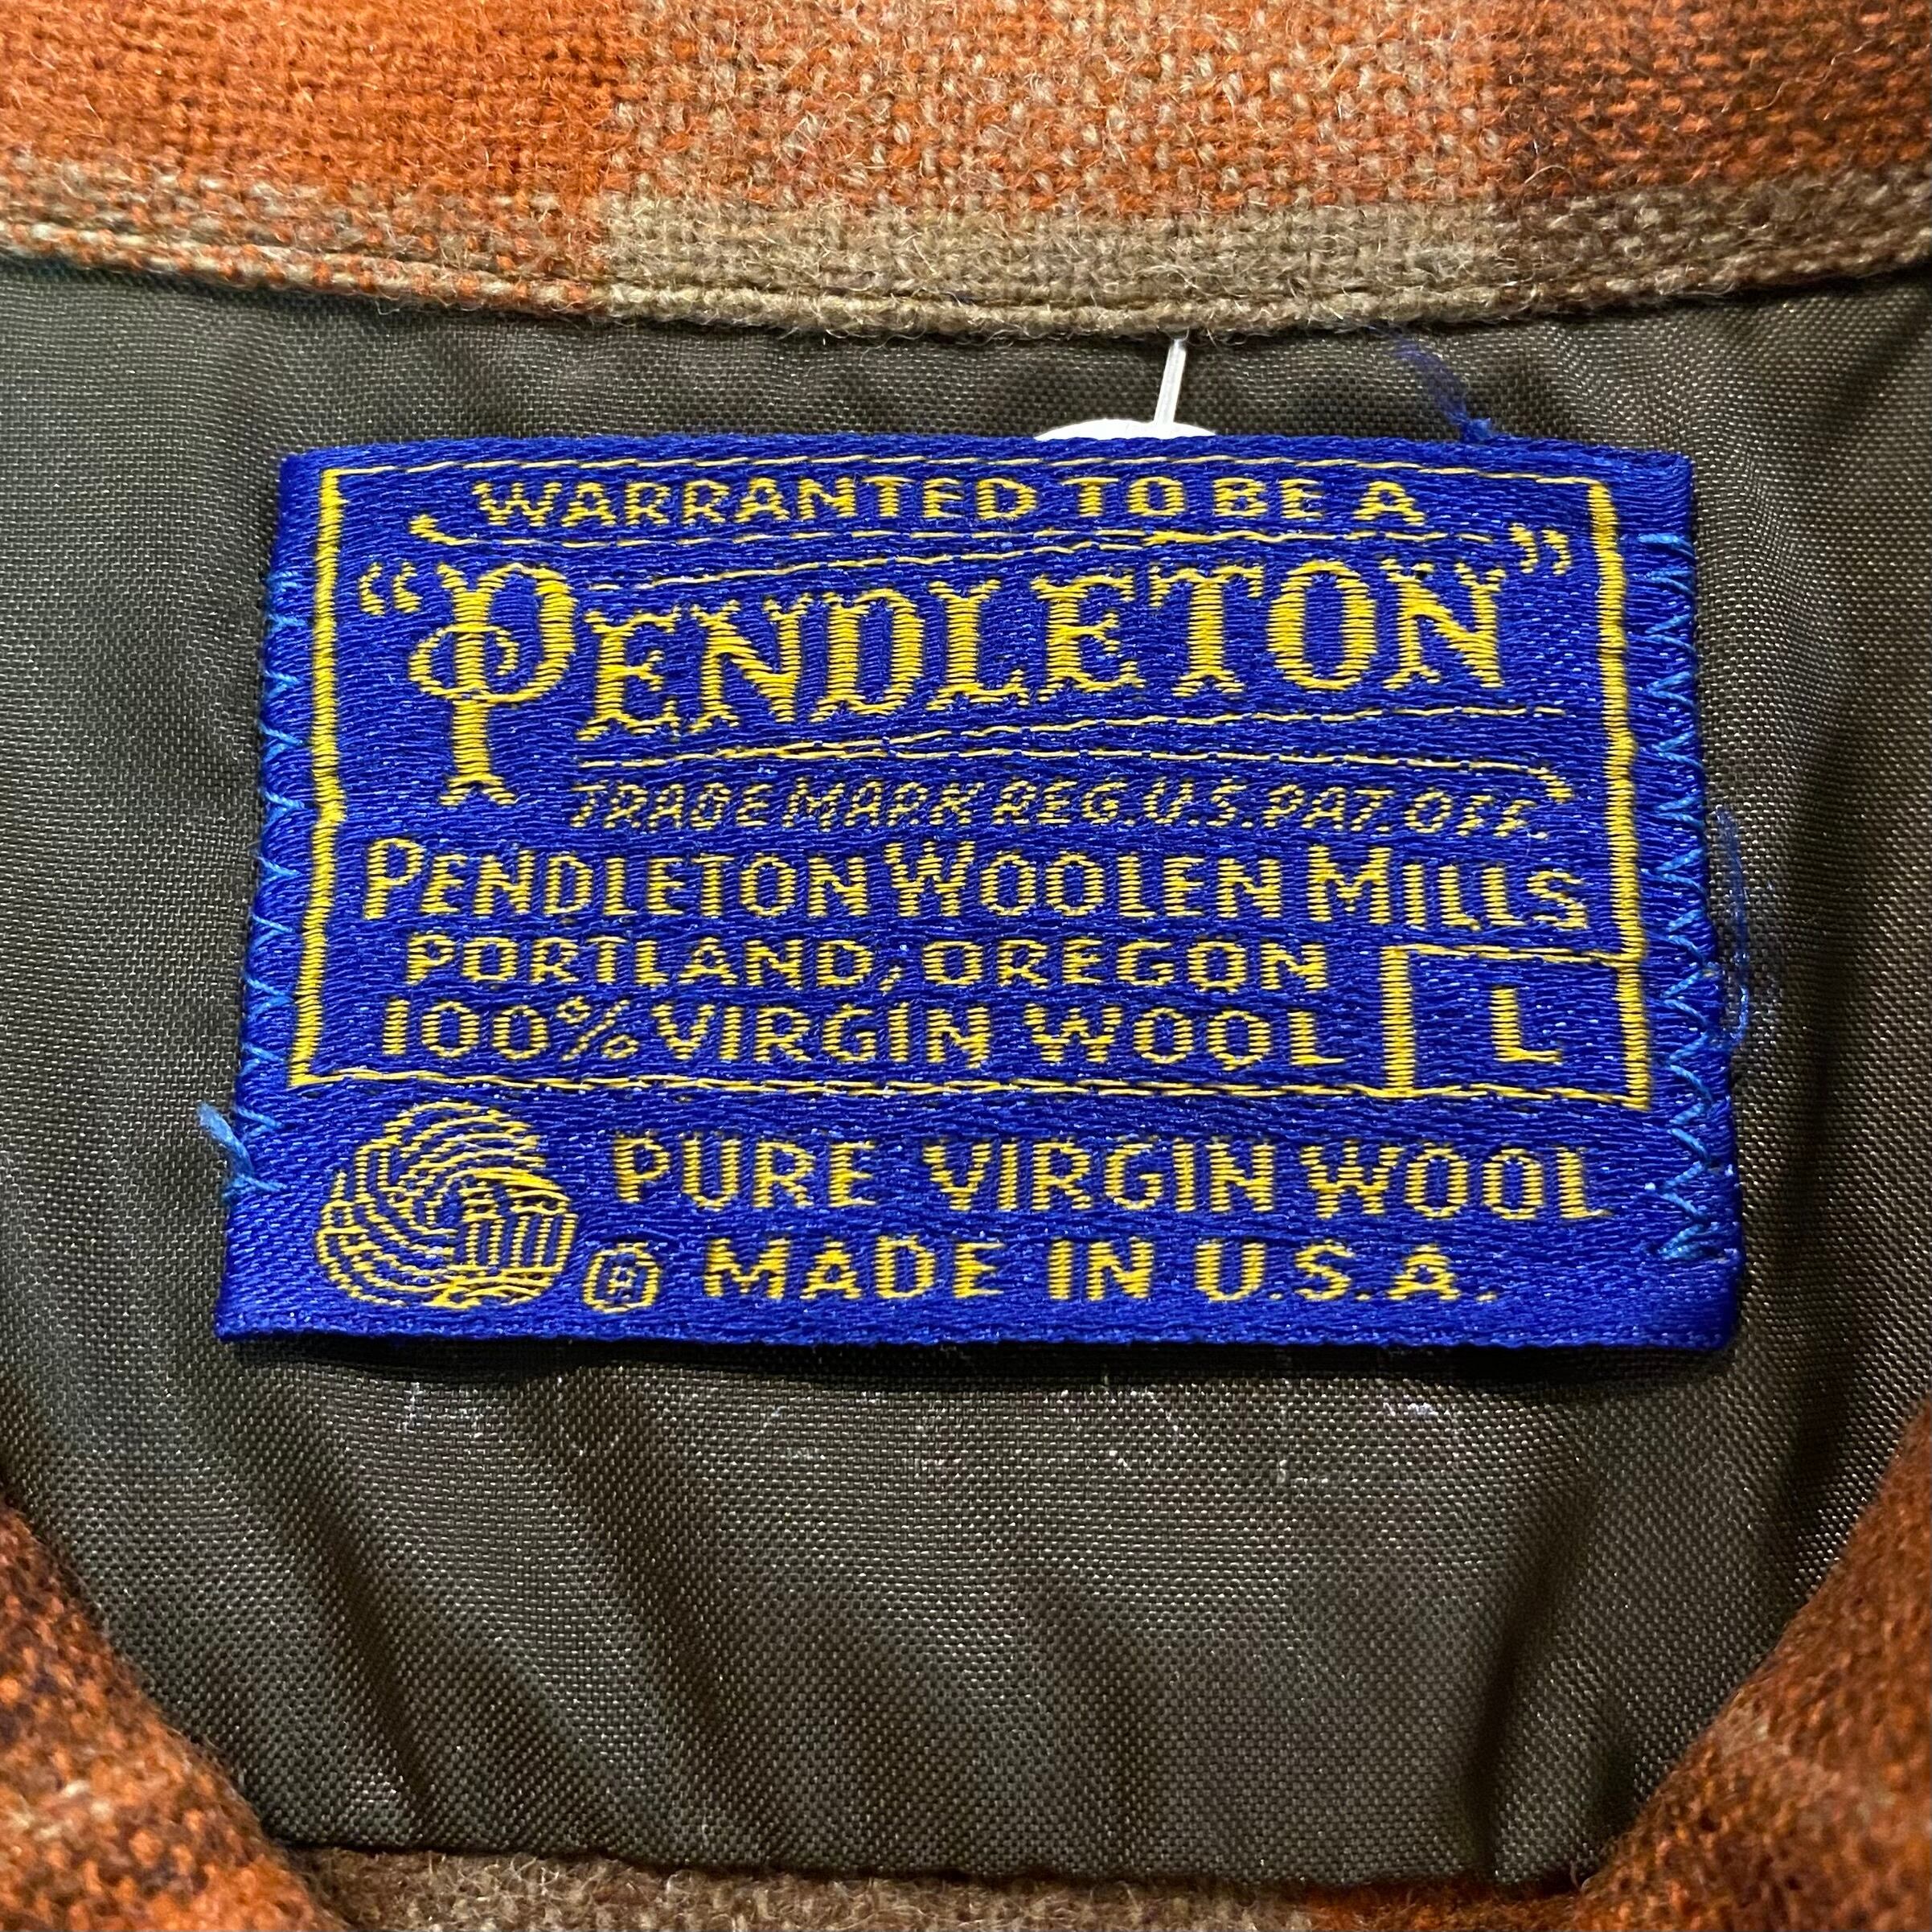 WARRANTED TO BE A
"PENDLETON"
TRADE MARK REG. U.S. PAT. OFF.
PENDLETON WOOLEN MILLS
PORTLAND, OREGON
100% VIRGIN WOOL
L
PURE VIRGIN WOOL
® MADE IN U.S.A.